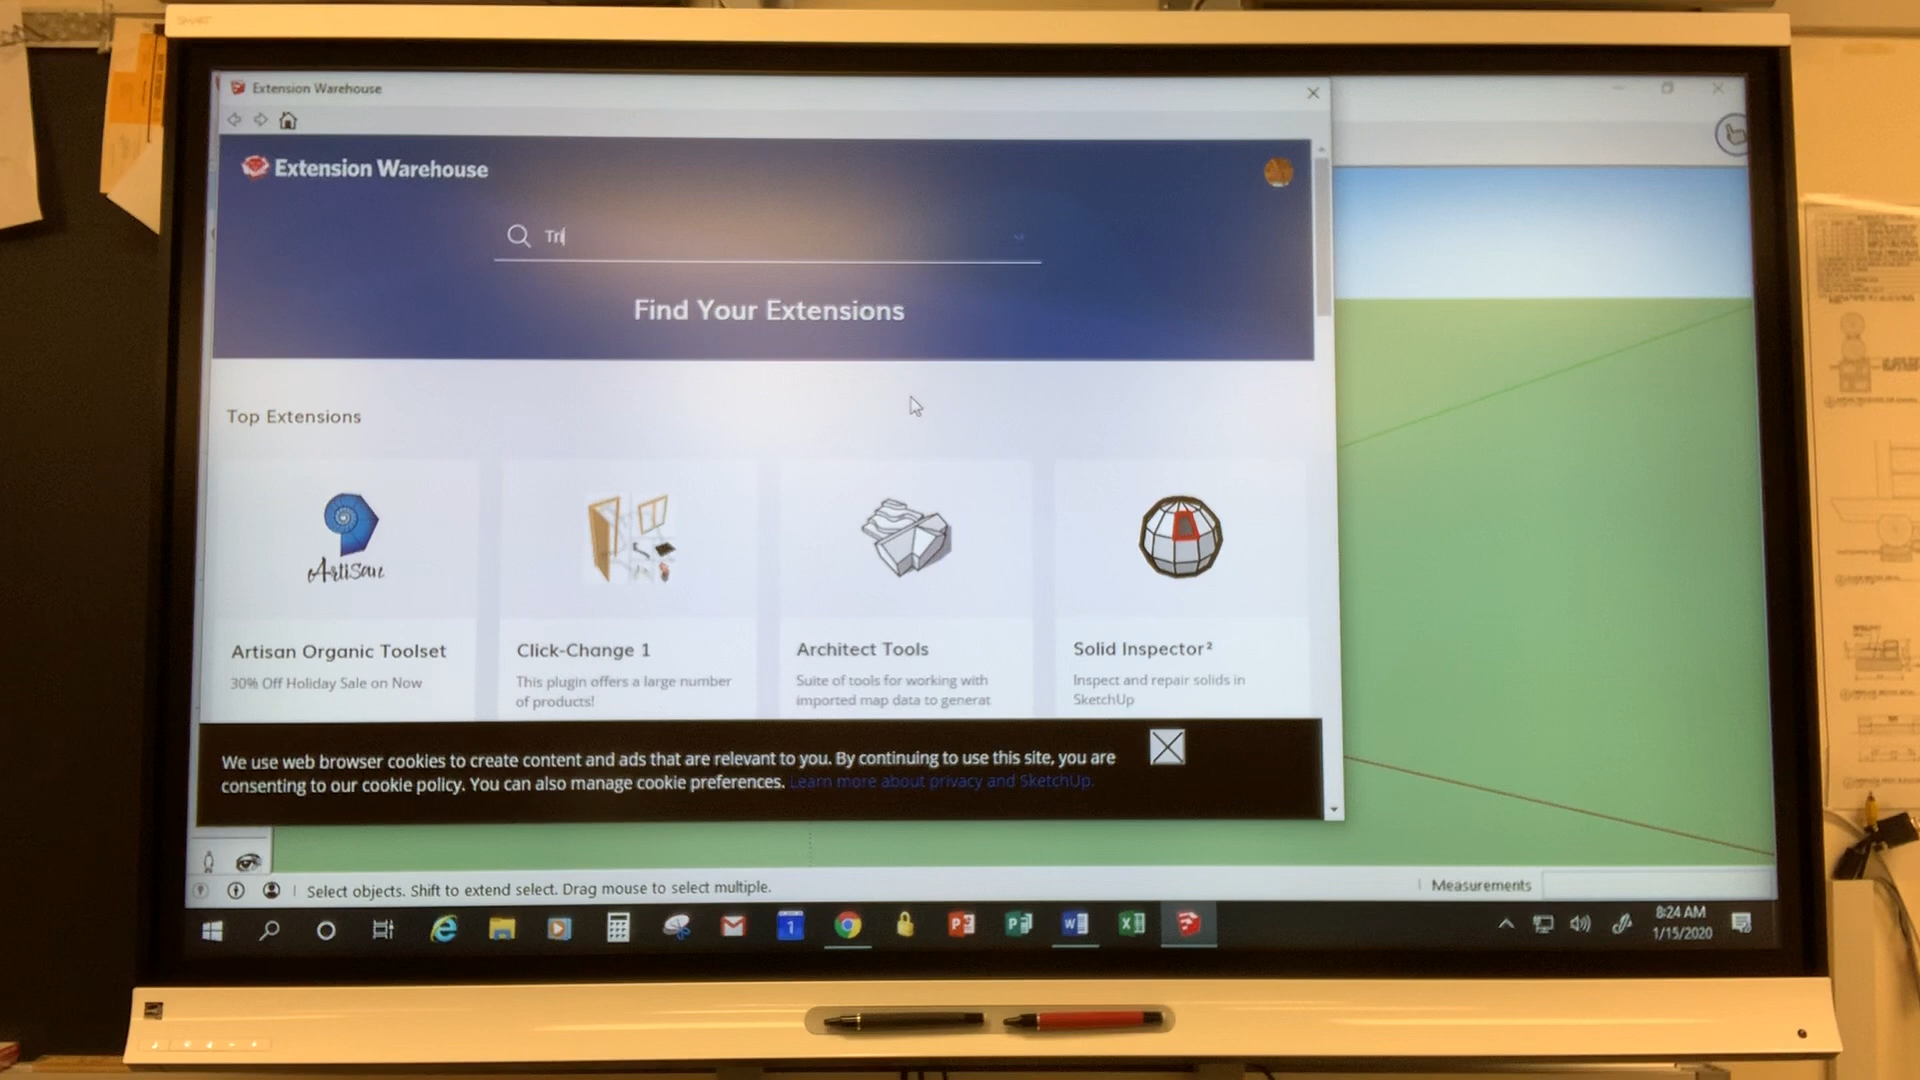 SMART
Extension Warehouse
Extension Warehouse
Tri
Find Your Extensions
Top Extensions
Artisan
Artisan Organic Toolset
30% Off Holiday Sale on Now
Click-Change 1
This plugin offers a large number
of products!
Architect Tools
Suite of tools for working with
imported map data to generat
Solid Inspector²
Inspect and repair solids in
SketchUp
We use web browser cookies to create content and ads that are relevant to you. By continuing to use this site, you are
consenting to our cookie policy. You can also manage cookie preferences. Learn more about privacy and SketchUp.
Select objects. Shift to extend select. Drag mouse to select multiple.
Measurements
1
8:24 AM
1/15/2020